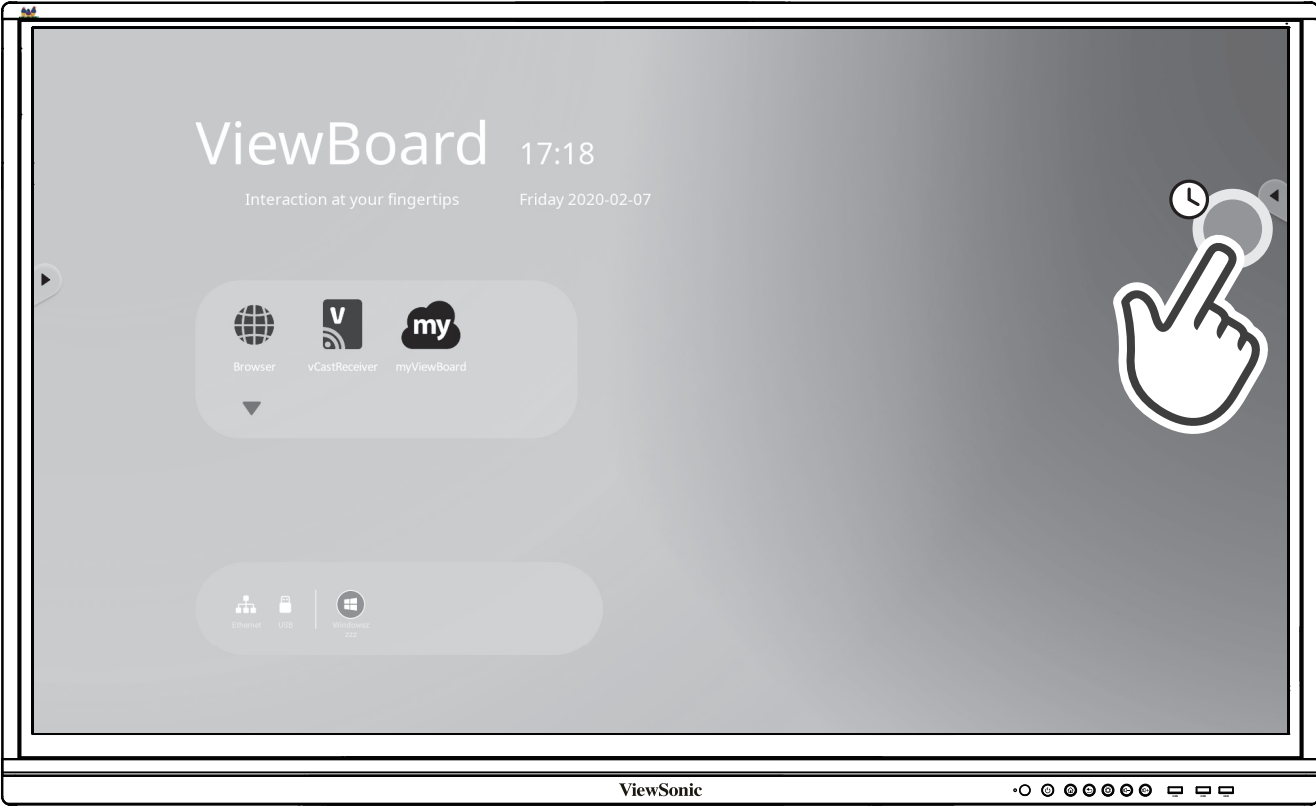 ViewBoard 17:18
Interaction at your fingertips Friday 2020-02-07
V
my
Browser vCastReceiver myViewBoard
Ethernet USB
ViewSonic